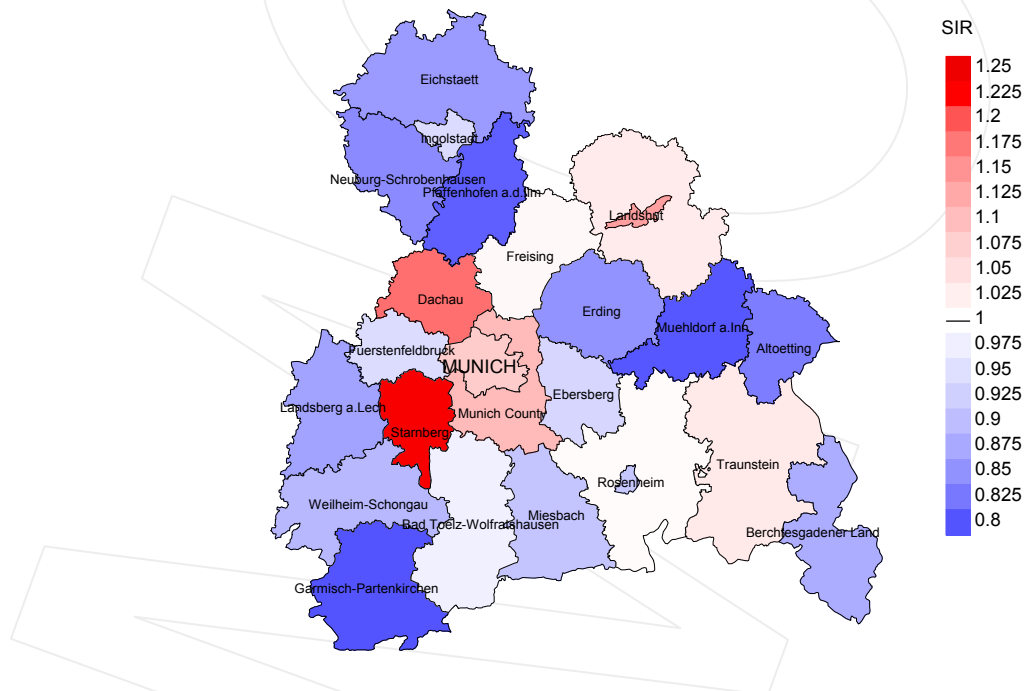 SIR
1.25
1.225
1.2
1.175
1.15
1.125
1.1
1.075
1.05
1.025
1
0.975
0.95
0.925
0.9
0.875
0.85
0.825
0.8
Eichstaett
Ingolstadt
Neuburg-Schrobenhausen
Pfaffenhofen a.d.Ilm
Landshut
Freising
Dachau
Erding
Muehldorf a.Inn
Altoetting
Fuerstenfeldbruck
MUNICH
Ebersberg
Landsberg a.Lech
Munich County
Starnberg
Traunstein
Rosenheim
Weilheim-Schongau
Miesbach
Bad Toelz-Wolfratshausen
Berchtesgadener Land
Garmisch-Partenkirchen